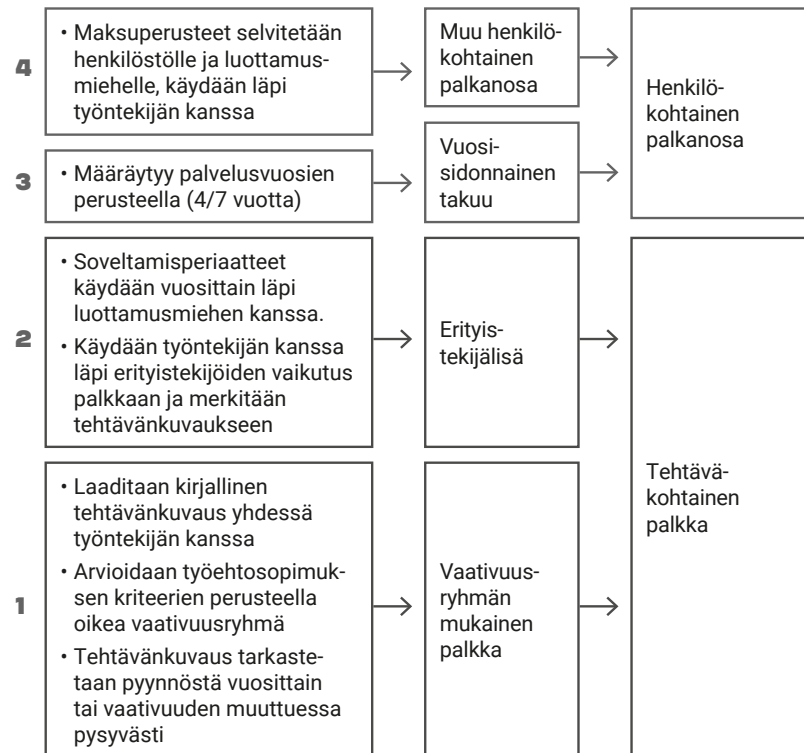 4
• Maksuperusteet selvitetään
henkilöstölle ja luottamus-
miehelle, käydään läpi
työntekijän kanssa
Muu henkilö-
kohtainen
palkanosa
Henkilö-
kohtainen
palkanosa
3
• Määräytyy palvelusvuosien
perusteella (4/7 vuotta)
Vuosi-
sidonnainen
takuu
2
• Soveltamisperiaatteet
käydään vuosittain läpi
luottamusmiehen kanssa.
• Käydään työntekijän kanssa
läpi erityistekijöiden vaikutus
palkkaan ja merkitään
tehtävänkuvaukseen
Erityis-
tekijälisä
Tehtävä-
kohtainen
palkka
1
• Laaditaan kirjallinen
tehtävänkuvaus yhdessä
työntekijän kanssa
• Arvioidaan työehtosopimuk-
sen kriteerien perusteella
oikea vaativuusryhmä
• Tehtävänkuvaus tarkaste-
taan pyynnöstä vuosittain
tai vaativuuden muuttuessa
pysyvästi
Vaativuus-
ryhmän
mukainen
palkka